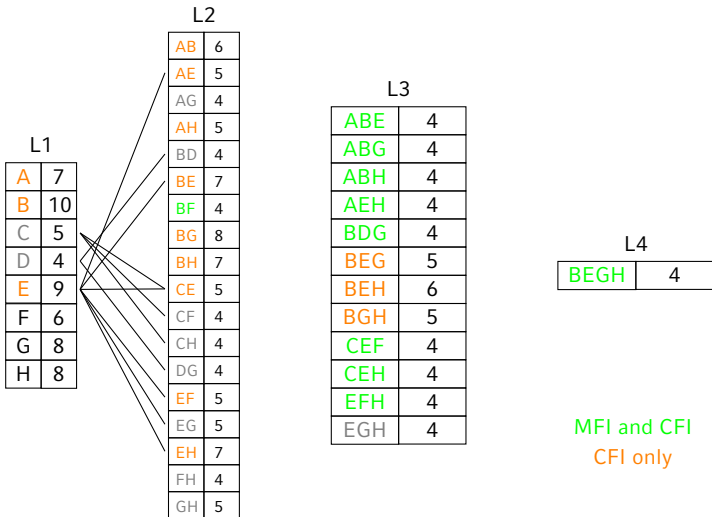 L1
A 7
B 10
C 5
D 4
E 9
F 6
G 8
H 8
L2
AB 6
AE 5
AG 4
AH 5
BD 4
BE 7
BF 4
BG 8
BH 7
CE 5
CF 4
CH 4
DG 4
EF 5
EG 5
EH 7
FH 4
GH 5
L3
ABE 4
ABG 4
ABH 4
AEH 4
BDG 4
BEG 5
BEH 6
BGH 5
CEF 4
CEH 4
EFH 4
EGH 4
L4
BEGH 4
MFI and CFI
CFI only